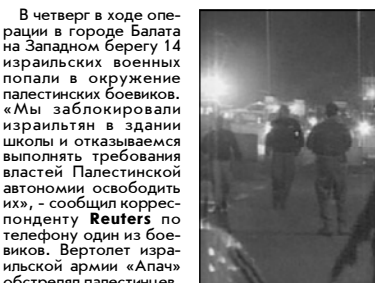 В четверг в ходе опе-
рации в городе Балата
на Западном берегу 14
израильских военных
попали в окружение
палестинских боевиков.
«Мы заблокировали
израильтян в здании
школы и отказываемся
выполнять требования
властей Палестинской
автономии освободить
их», - сообщил коррес-
понденту Reuters по
телефону один из бое-
виков. Вертолет изра-
ильской армии «Апач»
обстрелял палестинцев